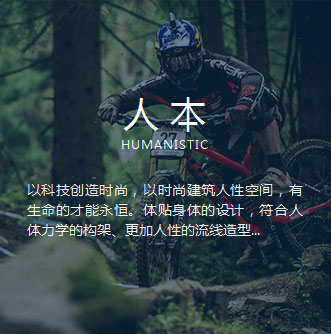 人本
HUMANISTIC
27
以科技创造时尚，以时尚建筑人性空间，有
生命的才能永恒。体贴身体的设计，符合人
体力学的构架、更加人性的流线造型...